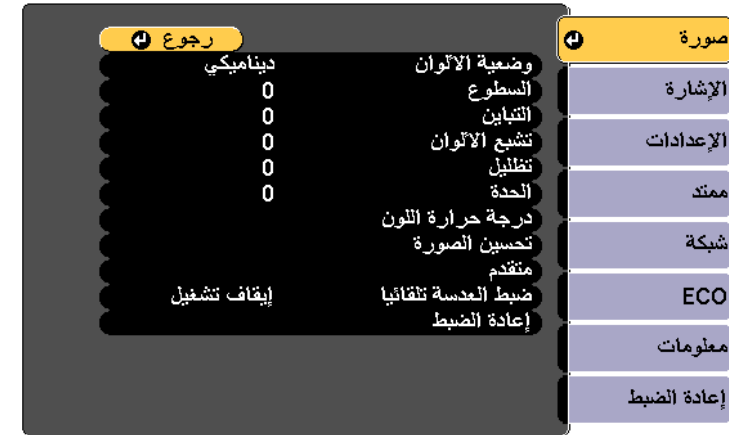 صورة
الإشارة
الإعدادات
ممتد
شبكة
ECO
معلومات
إعادة الضبط
رجوع
وضعية الألوان ديناميكي
السطوع 0
التباين 0
تشبع الألوان 0
تظليل 0
الحدة 0
درجة حرارة اللون
تحسين الصورة
متقدم
ضبط العدسة تلقائيا إيقاف تشغيل
إعادة الضبط